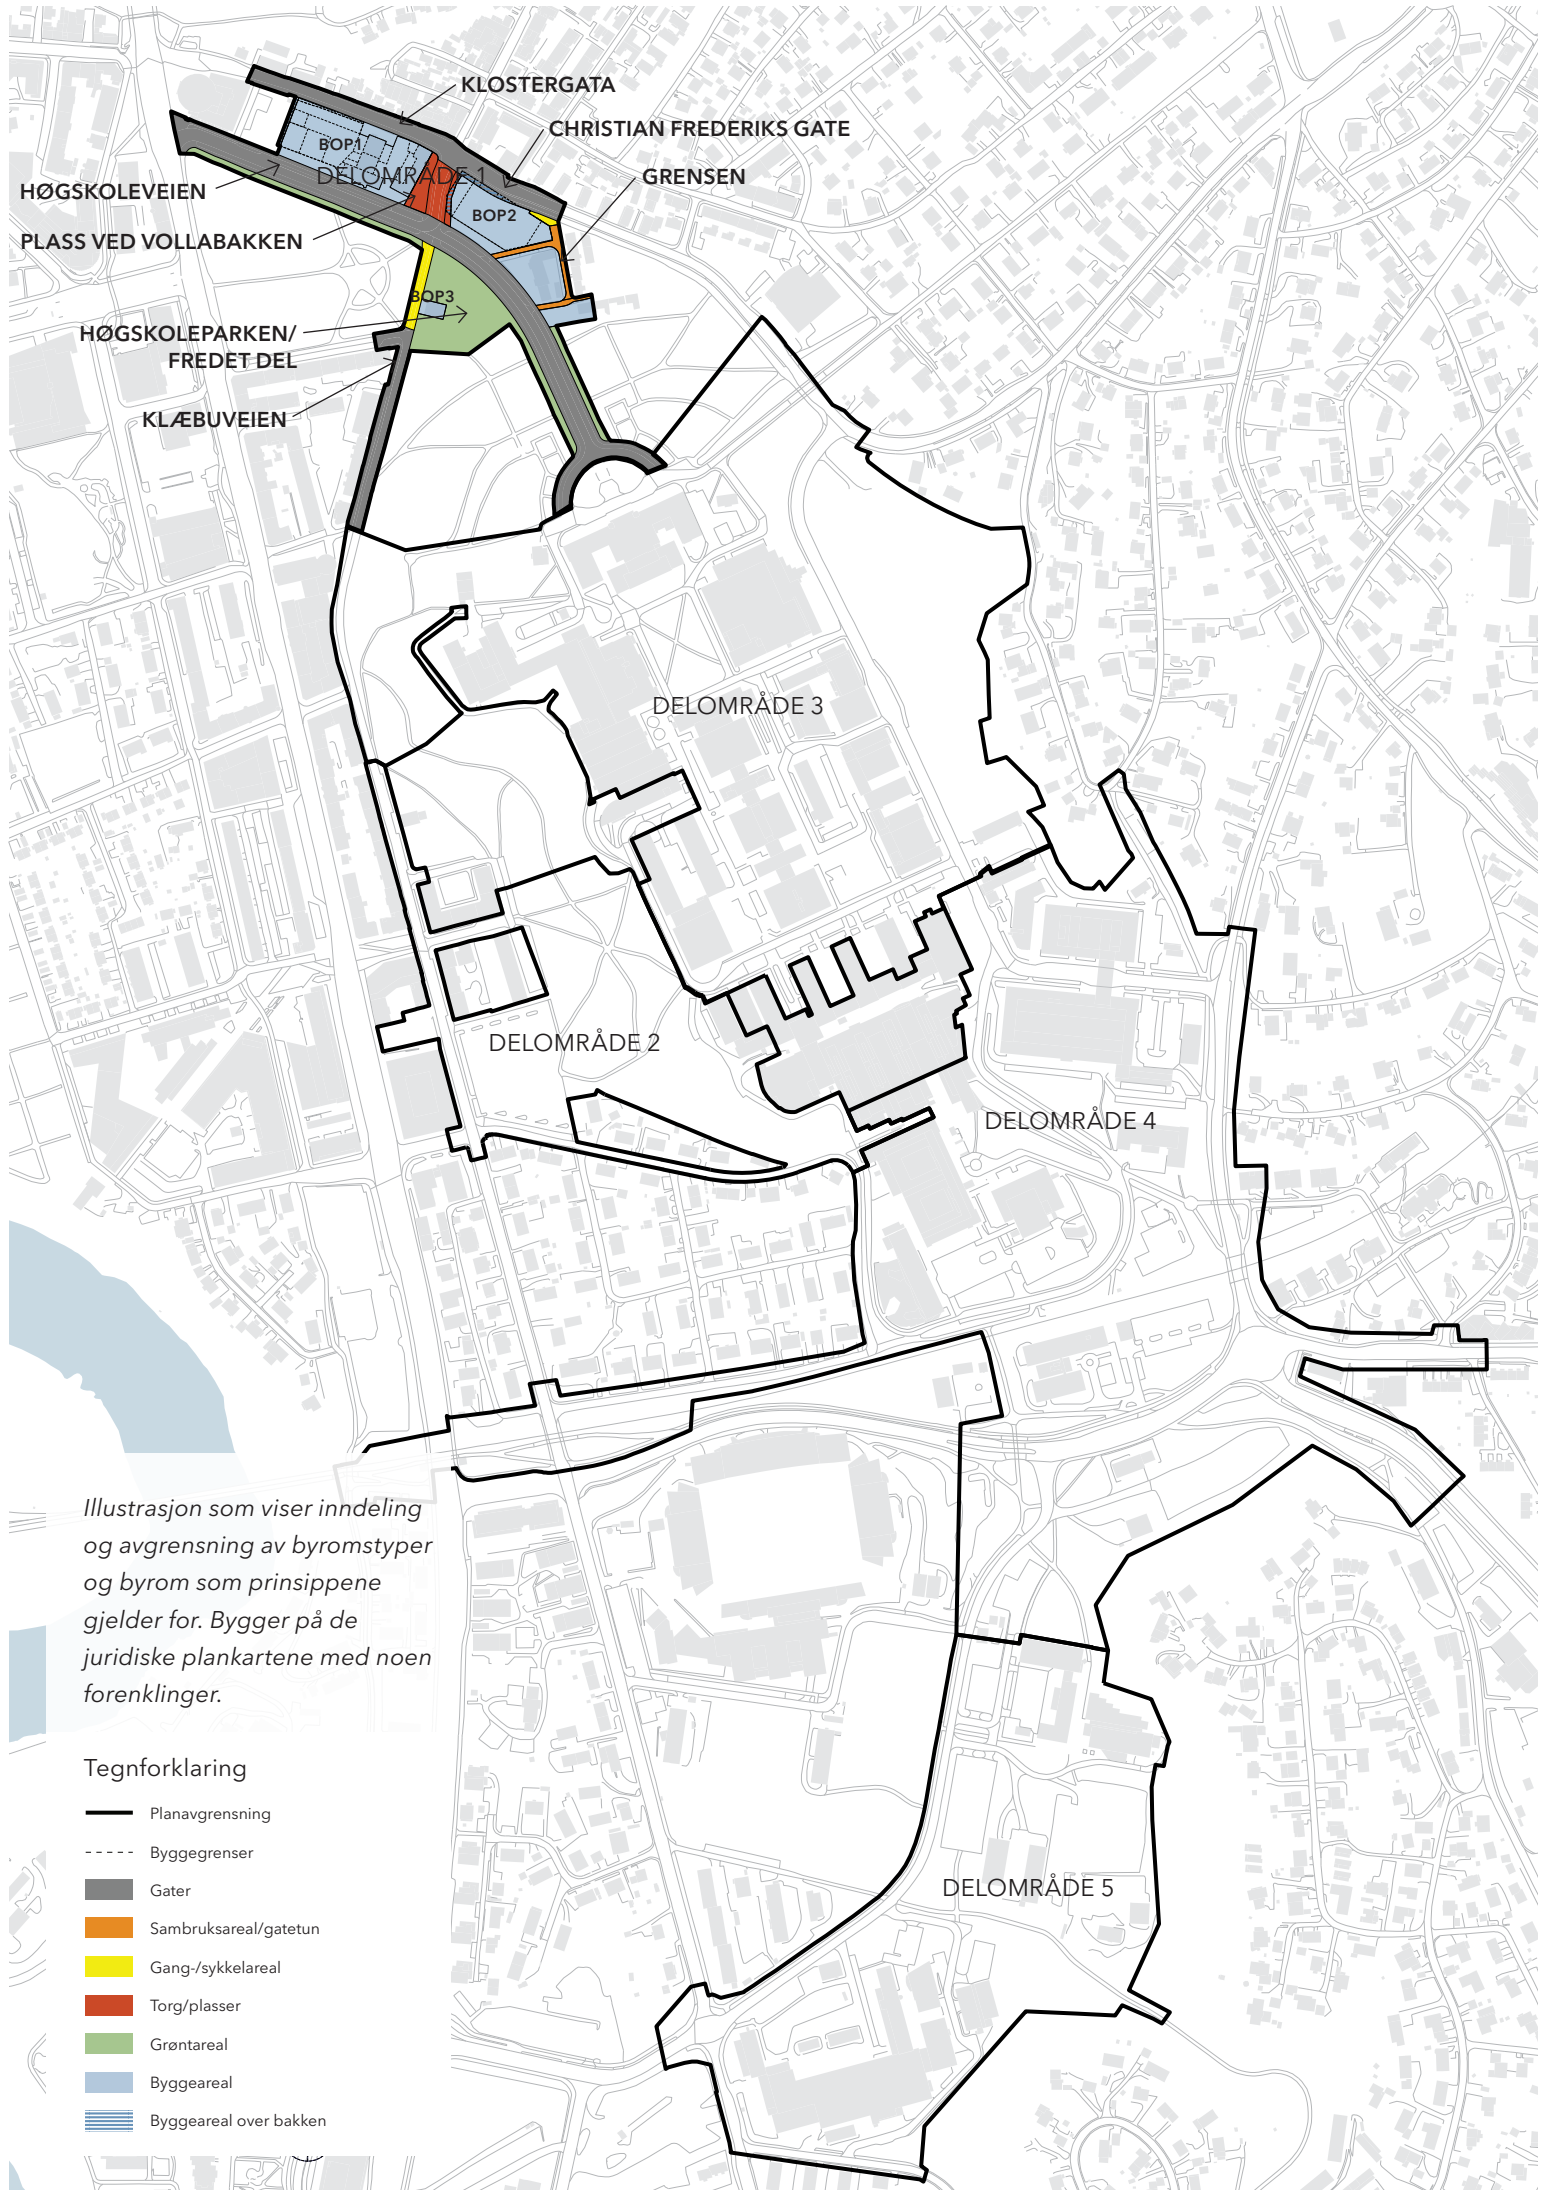 KLOSTERGATA
CHRISTIAN FREDERIKS GATE
BOP1
DELOMRÅDE 1
GRENSEN
HØGSKOLEVEIEN
BOP2
PLASS VED VOLLABAKKEN
BOP3
HØGSKOLEPARKEN/
FREDET DEL
KLÆBUVEIEN
DELOMRÅDE 3
DELOMRÅDE 2
DELOMRÅDE 4
Illustrasjon som viser inndeling
og avgrensning av byromstyper
og byrom som prinsippene
gjelder for. Bygger på de
juridiske plankartene med noen
forenklinger.
Tegnforklaring
Planavgrensning
Byggegrenser
Gater
Sambruksareal/gatetun
Gang-/sykkelareal
Torg/plasser
Grøntareal
Byggeareal
Byggeareal over bakken
DELOMRÅDE 5